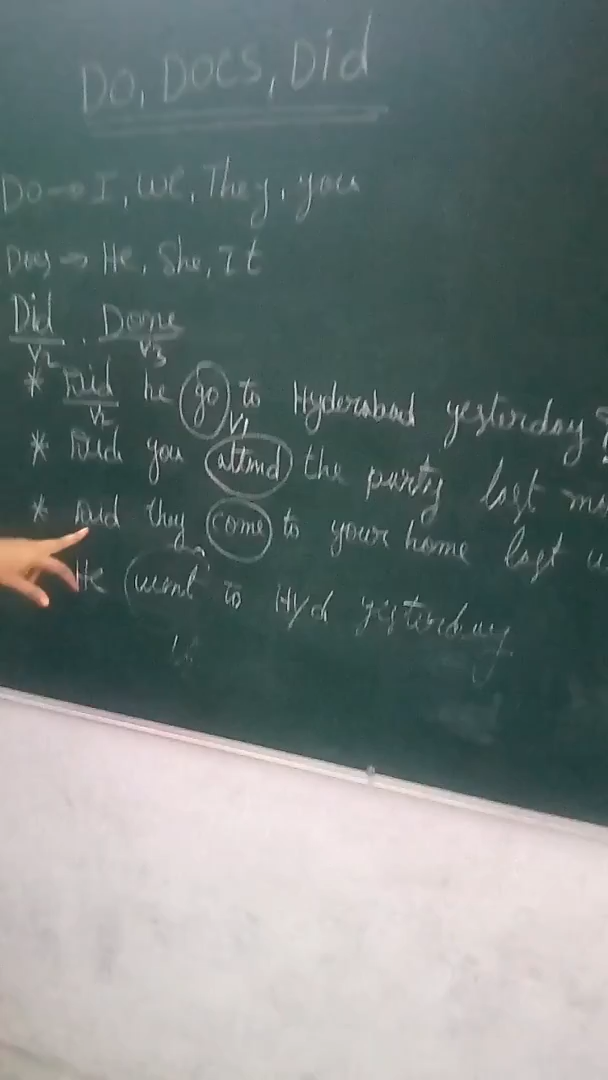 Do, Does, Did
Do → I, we, They, you
Does → He, She, It
Did, Done
V2 V3
* Did he go to Hyderabad yesterday?
V2 V1
* Did you attend the party last
* Did they come to your home last
He went to Hyd yesterday